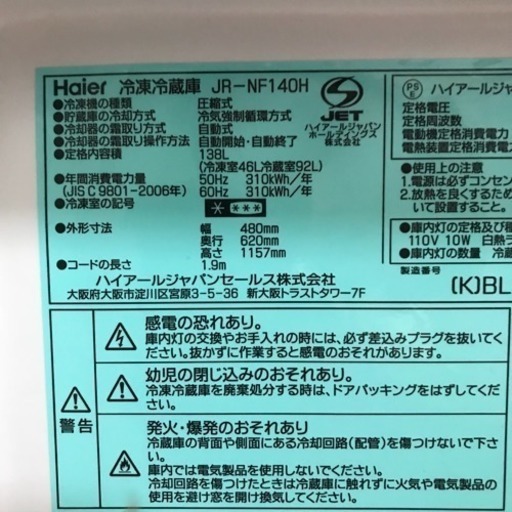 Haier 冷凍冷蔵庫 JR-NF140H
●冷凍機の種類 圧縮式
●貯蔵庫の冷却方式 冷気強制循環方式
●冷却器の霜取り方式 自動式
●冷却器の霜取り操作方法 自動開始・自動終了
●定格内容積 138L
(冷凍室46L冷蔵室92L)
●年間消費電力量 50Hz 310kWh/年
(JIS C 9801-2006年) 60Hz 310kWh/年
●冷凍室の記号
●外形寸法 幅 480mm
奥行 620mm
高さ 1157mm
●コードの長さ 1.9m
ハイアールジャパンセールス株式会社
大阪府大阪市淀川区宮原3-5-36 新大阪トラストタワー7F
S
JET
ハイアールジャパン
ホールディングス
株式会社
PS
E
ハイアールジャ
定格電圧
定格周波数
電動機定格消費電力
電熱装置定格消費電力
●使用上の注意
1.電源は必ずコンセン
2.放熱を良くするため
いて設置すること。
●庫内灯の定格及び種
110V 10W 白熱ラ
●庫内灯の数量 冷蔵
製造番号
(K)BL
警告
感電の恐れあり。
庫内灯の交換やお手入れの時には、必ず差込みプラグを抜いてく
ださい。抜かずに作業すると感電のおそれがあります。
幼児の閉じ込みのおそれあり。
冷凍冷蔵庫を廃棄処分する時は、ドアパッキングをはずしてくだ
さい。
発火・爆発のおそれあり。
冷蔵庫の背面や側面にある冷却回路(配管)を傷つけないで下さ
い。
庫内では電気製品を使用しないでください。
冷却回路を傷つけたときは冷蔵庫に触れずに火気や電気製品の
使用を避け窓を開け換気してください。